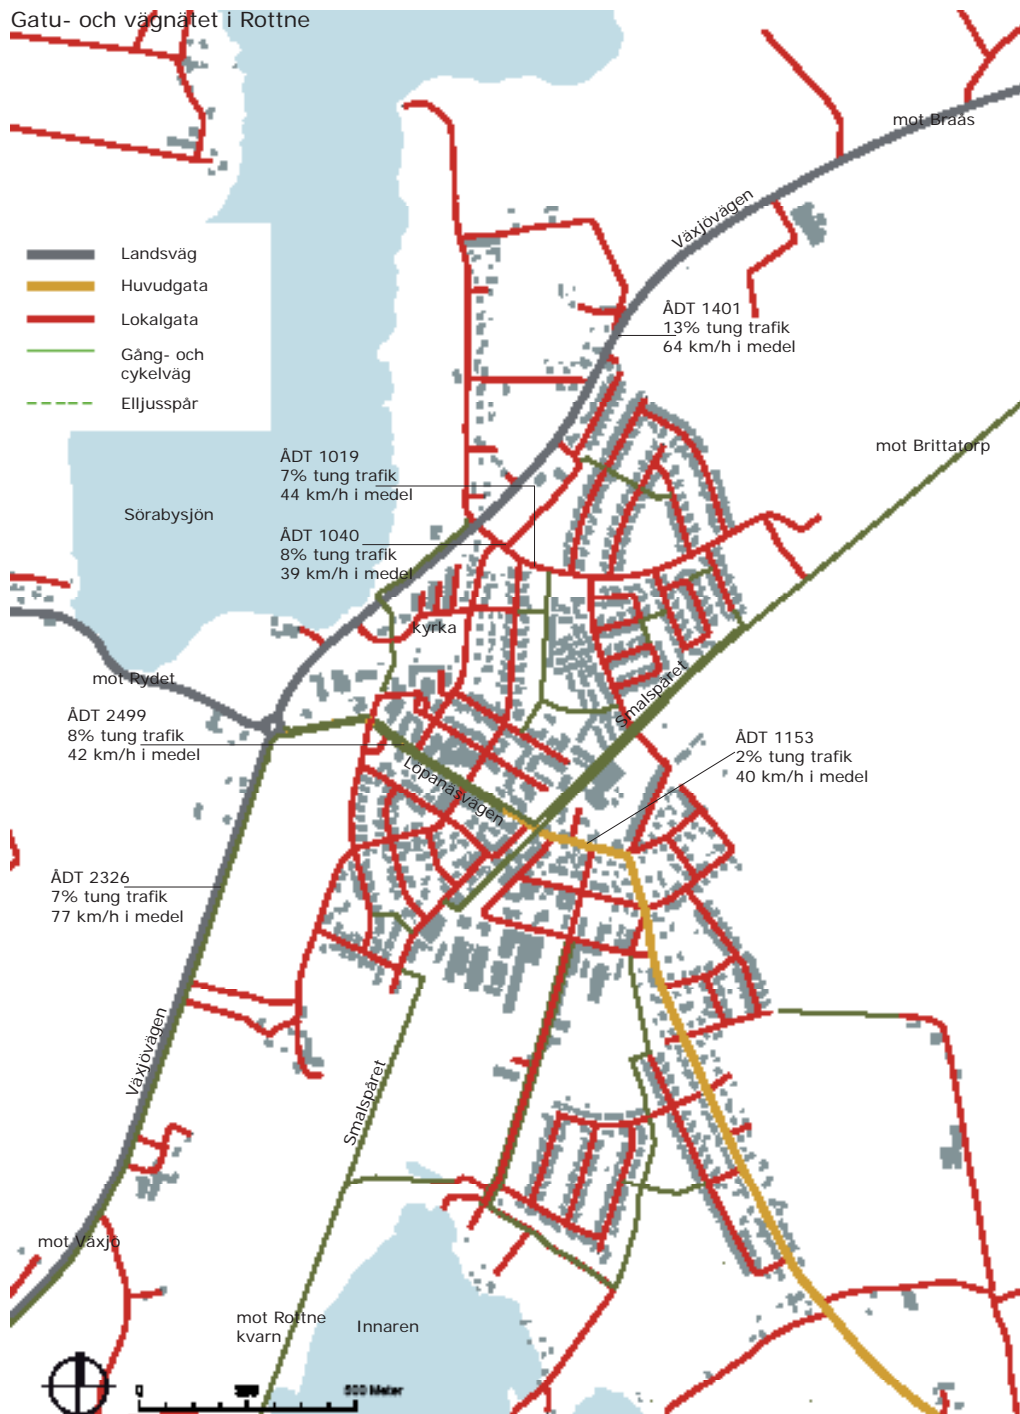 Gatu- och vägnätet i Rottne
mot Braås
Växjövägen
Landsväg
Huvudgata
Lokalgata
Gång- och
cykelväg
Elljusspår
ÅDT 1401
13% tung trafik
64 km/h i medel
mot Brittatorp
ÅDT 1019
7% tung trafik
44 km/h i medel
Sörabysjön
ÅDT 1040
8% tung trafik
39 km/h i medel
kyrka
mot Rydet
Smalspåret
ÅDT 2499
8% tung trafik
42 km/h i medel
ÅDT 1153
2% tung trafik
40 km/h i medel
Löpanäsvägen
ÅDT 2326
7% tung trafik
77 km/h i medel
Växjövägen
Smalspåret
mot Växjö
mot Rottne
kvarn
Innaren
0
500 Meter